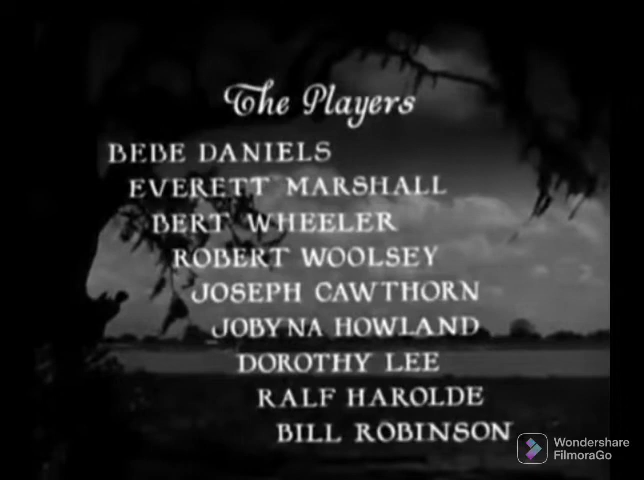 The Players
BEBE DANIELS
EVERETT MARSHALL
BERT WHEELER
ROBERT WOOLSEY
JOSEPH CAWTHORN
JOBYNA HOWLAND
DOROTHY LEE
RALF HAROLDE
BILL ROBINSON
Wondershare
FilmoraGo